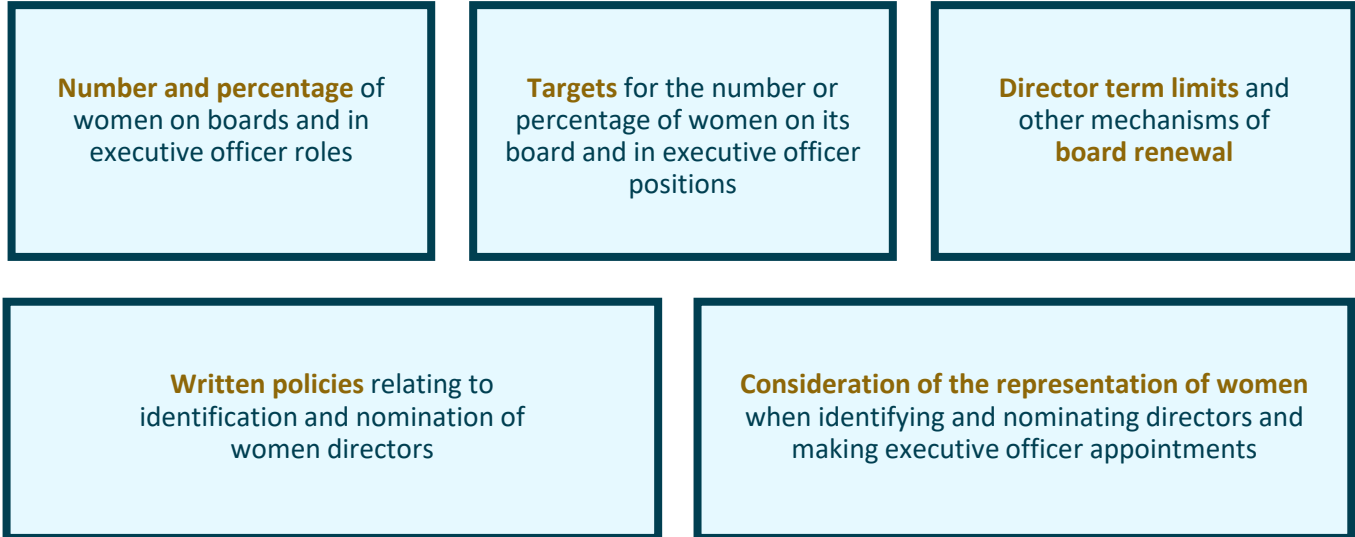 Number and percentage of
women on boards and in
executive officer roles
Targets for the number or
percentage of women on its
board and in executive officer
positions
Director term limits and
other mechanisms of
board renewal
Written policies relating to
identification and nomination of
women directors
Consideration of the representation of women
when identifying and nominating directors and
making executive officer appointments